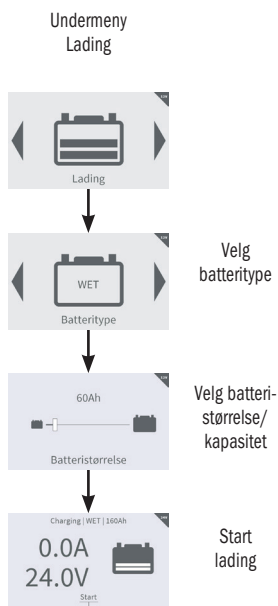 Undermeny
Lading
Lading
WET
Batteritype
Velg
batteritype
60Ah
Batteristørrelse
Velg batteri-
størrelse/
kapasitet
Charging | WET | 160Ah
0.0A
24.0V
Start
Start
lading